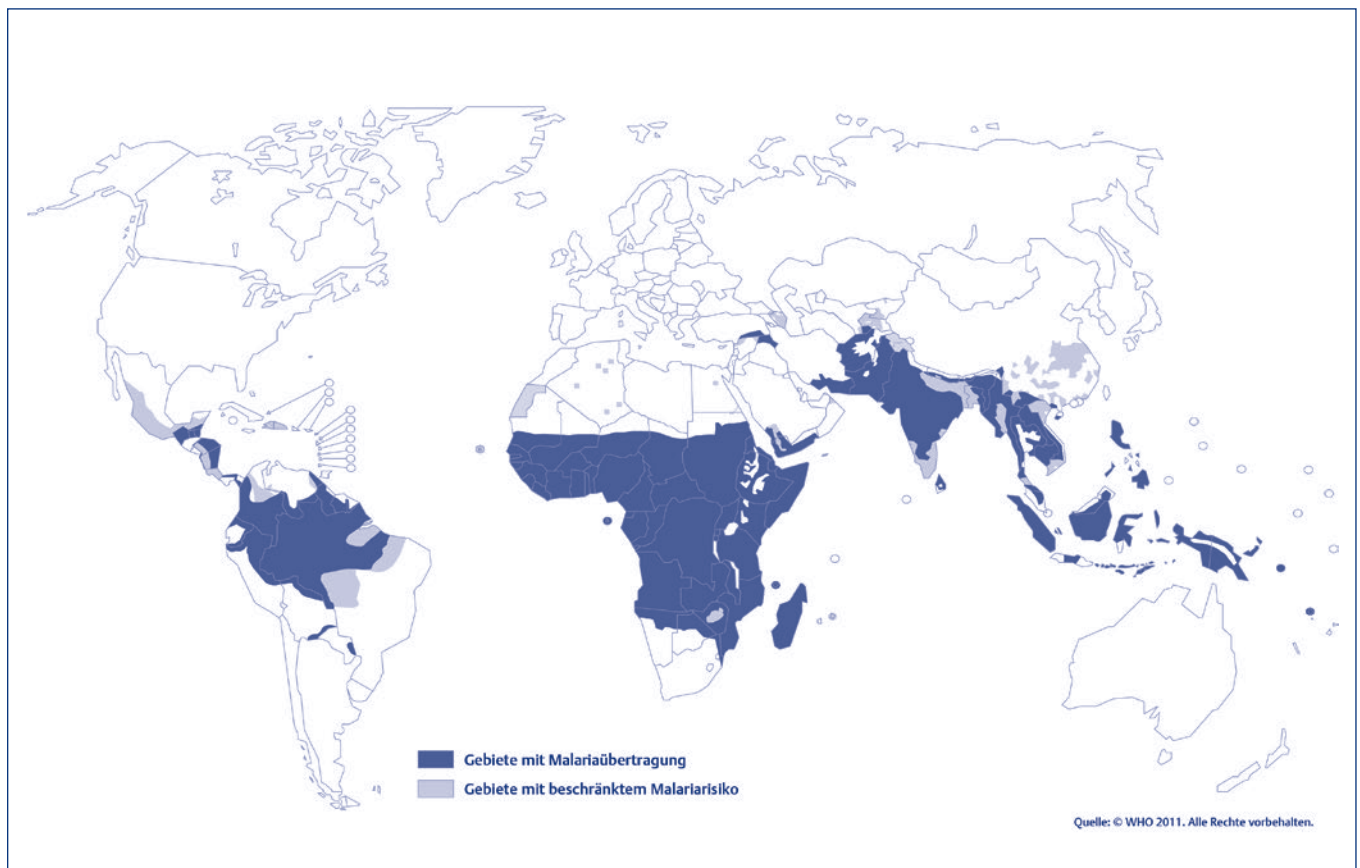 Gebiete mit Malariaübertragung
Gebiete mit beschränktem Malariarisiko
Quelle: © WHO 2011. Alle Rechte vorbehalten.